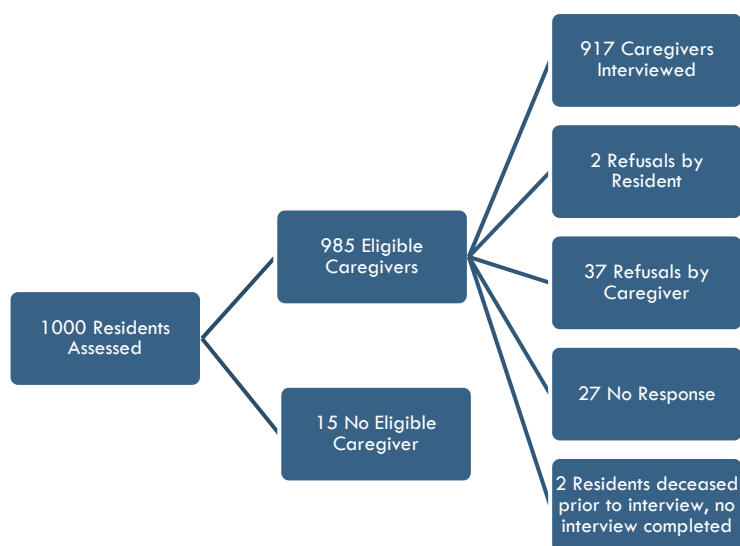 1000 Residents
Assessed
985 Eligible
Caregivers
15 No Eligible
Caregiver
917 Caregivers
Interviewed
2 Refusals by
Resident
37 Refusals by
Caregiver
27 No Response
2 Residents deceased
prior to interview, no
interview completed